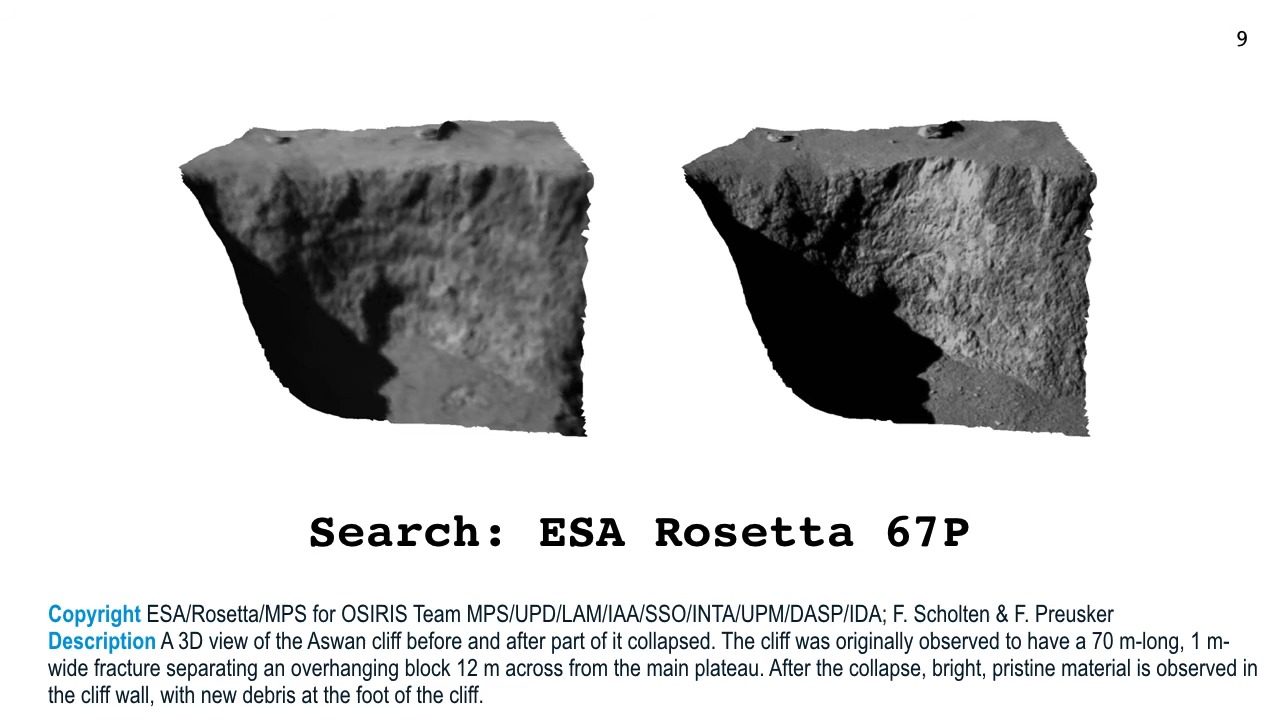 9
Search: ESA Rosetta 67P
Copyright ESA/Rosetta/MPS for OSIRIS Team MPS/UPD/LAM/IAA/SSO/INTA/UPM/DASP/IDA; F. Scholten & F. Preusker
Description A 3D view of the Aswan cliff before and after part of it collapsed. The cliff was originally observed to have a 70 m-long, 1 m-
wide fracture separating an overhanging block 12 m across from the main plateau. After the collapse, bright, pristine material is observed in
the cliff wall, with new debris at the foot of the cliff.